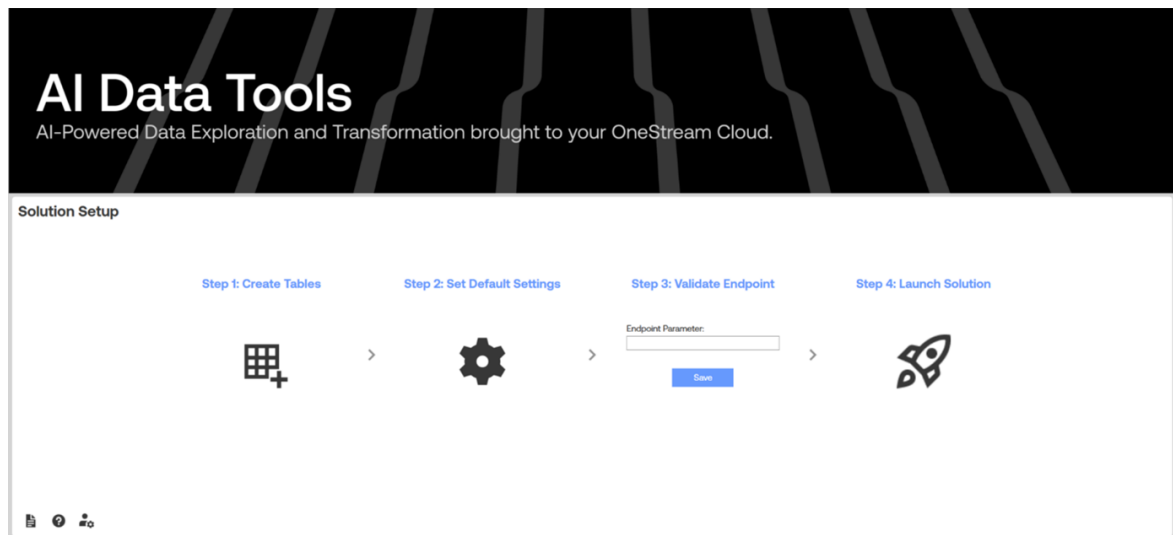 AI Data Tools
AI-Powered Data Exploration and Transformation brought to your OneStream Cloud.
Solution Setup
Step 1: Create Tables
Step 2: Set Default Settings
Step 3: Validate Endpoint
Step 4: Launch Solution
Endpoint Parameter:
Save